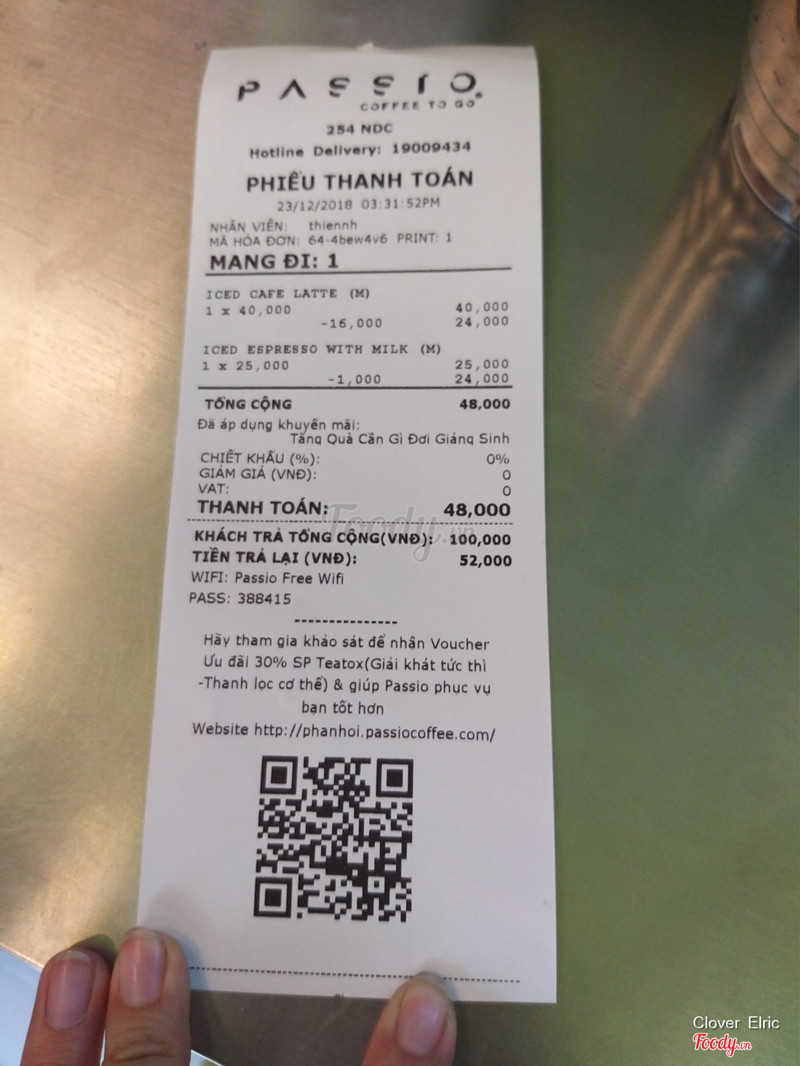 PASSIO
COFFEE TO GO
254 NDC
Hotline Delivery: 19009434
PHIẾU THANH TOÁN
23/12/2018 03:31:52PM
NHÂN VIÊN: thiennh
MÃ HÓA ĐƠN: 64-4bew4v6 PRINT: 1
MANG ĐI: 1
ICED CAFE LATTE (M)
1 x 40,000 40,000
-16,000 24,000
ICED ESPRESSO WITH MILK (M)
1 x 25,000 25,000
-1,000 24,000
TỔNG CỘNG 48,000
Đã áp dụng khuyến mãi:
Tặng Quà Cần Gì Đợi Giáng Sinh
CHIẾT KHẤU (%): 0%
GIẢM GIÁ (VNĐ): 0
VAT: 0
THANH TOÁN: 48,000
Foody.vn
KHÁCH TRẢ TỔNG CỘNG(VNĐ): 100,000
TIỀN TRẢ LẠI (VNĐ): 52,000
WIFI: Passio Free Wifi
PASS: 388415
Hãy tham gia khảo sát để nhận Voucher
Ưu đãi 30% SP Teatox(Giải khát tức thì
-Thanh lọc cơ thể) & giúp Passio phục vụ
bạn tốt hơn
Website http://phanhoi.passiocoffee.com/
Clover Elric
Foody.vn